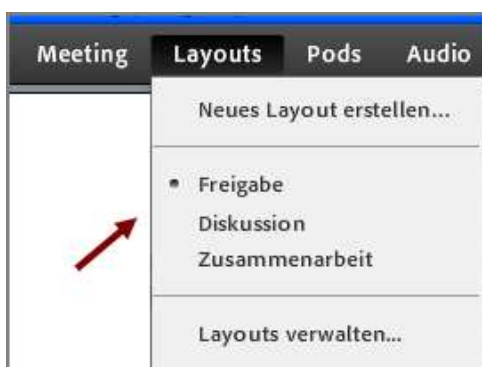 Meeting Layouts Pods Audio
Neues Layout erstellen...
Freigabe
Diskussion
Zusammenarbeit
Layouts verwalten...